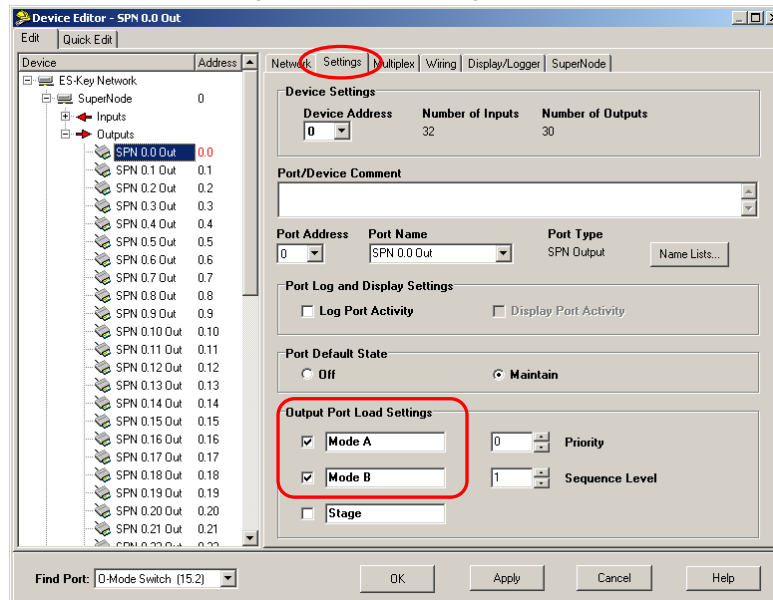 Device Editor - SPN 0.0 Out
Edit Quick Edit
Device Address
ES-Key Network
SuperNode 0
Inputs
Outputs
SPN 0.0 Out 0.0
SPN 0.1 Out 0.1
SPN 0.2 Out 0.2
SPN 0.3 Out 0.3
SPN 0.4 Out 0.4
SPN 0.5 Out 0.5
SPN 0.6 Out 0.6
SPN 0.7 Out 0.7
SPN 0.8 Out 0.8
SPN 0.9 Out 0.9
SPN 0.10 Out 0.10
SPN 0.11 Out 0.11
SPN 0.12 Out 0.12
SPN 0.13 Out 0.13
SPN 0.14 Out 0.14
SPN 0.15 Out 0.15
SPN 0.16 Out 0.16
SPN 0.17 Out 0.17
SPN 0.18 Out 0.18
SPN 0.19 Out 0.19
SPN 0.20 Out 0.20
SPN 0.21 Out 0.21
Network Settings Multiplex Wiring Display/Logger SuperNode
Device Settings
Device Address Number of Inputs Number of Outputs
0 32 30
Port/Device Comment
Port Address Port Name Port Type
0 SPN 0.0 Out SPN Output Name Lists...
Port Log and Display Settings
Log Port Activity Display Port Activity
Port Default State
Off Maintain
Output Port Load Settings
Mode A 0 Priority
Mode B 1 Sequence Level
Stage
Find Port: O-Mode Switch (15.2) OK Apply Cancel Help